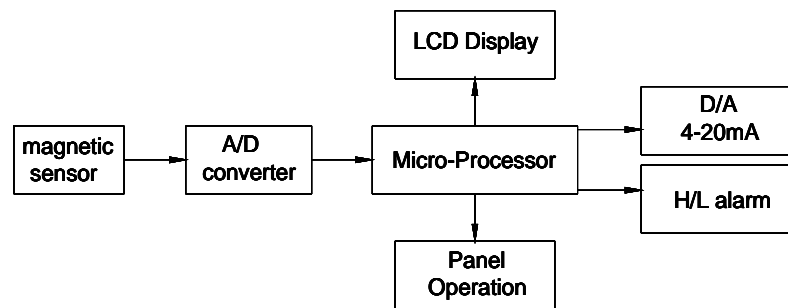 LCD Display
D/A
4-20mA
magnetic
sensor
A/D
converter
Micro-Processor
H/L alarm
Panel
Operation